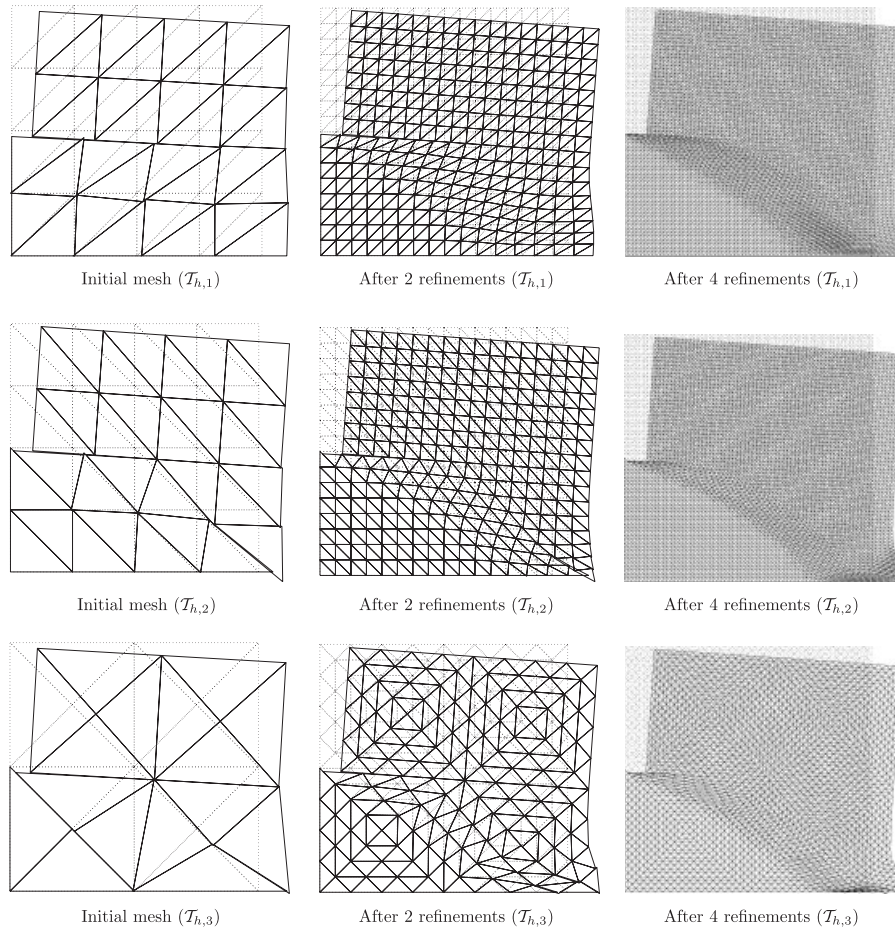 Initial mesh (𝒯h,1)
After 2 refinements (𝒯h,1)
After 4 refinements (𝒯h,1)
Initial mesh (𝒯h,2)
After 2 refinements (𝒯h,2)
After 4 refinements (𝒯h,2)
Initial mesh (𝒯h,3)
After 2 refinements (𝒯h,3)
After 4 refinements (𝒯h,3)